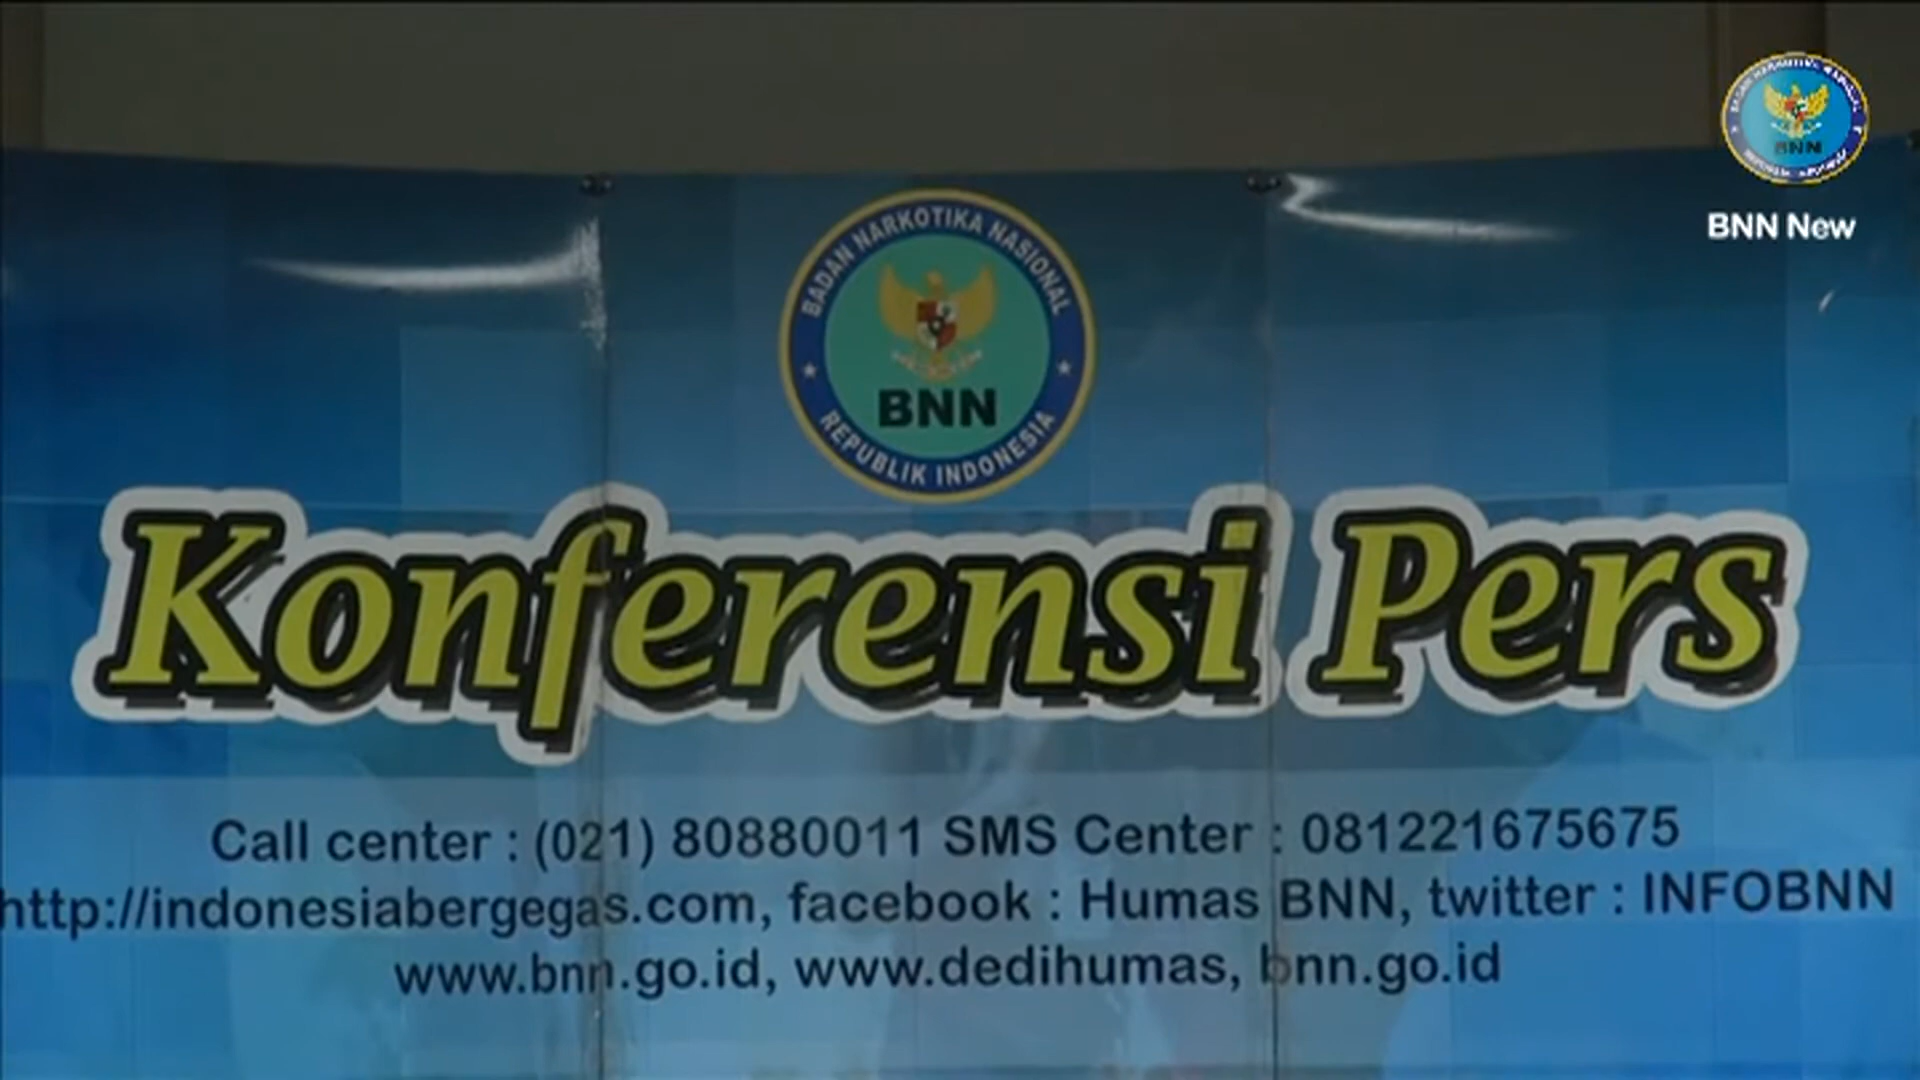 BADAN NARKOTIKA NASIONAL
BNN
REPUBLIK INDONESIA
BNN
BNN New
Konferensi Pers
Call center : (021) 80880011 SMS Center : 081221675675
http://indonesiabergegas.com, facebook : Humas BNN, twitter : INFOBNN
www.bnn.go.id, www.dedihumas, bnn.go.id